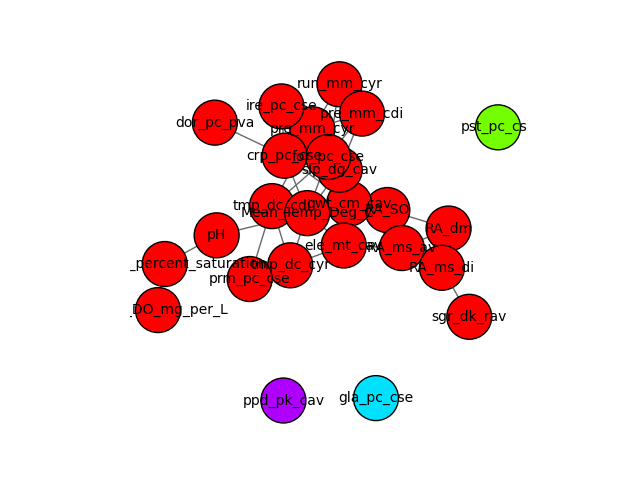 run_mm_cyr
ire_pc_cse
pre_mm_cdi
dor_pc_pva
mm_cyr
pst_pc_cs
crp_pc_cse
for_pc_cse
slp_dg_cav
tmp_dc_cdi
gwt_cm_cav
RA_SO
Mean_Temp_Deg_C
RA_dm
pH
ele_mt_cav
RA_ms_av
_percent_saturation
tmp_dc_cyr
RA_ms_di
prm_pc_cse
_DO_mg_per_L
sgr_dk_rav
gla_pc_cse
ppd_pk_cav